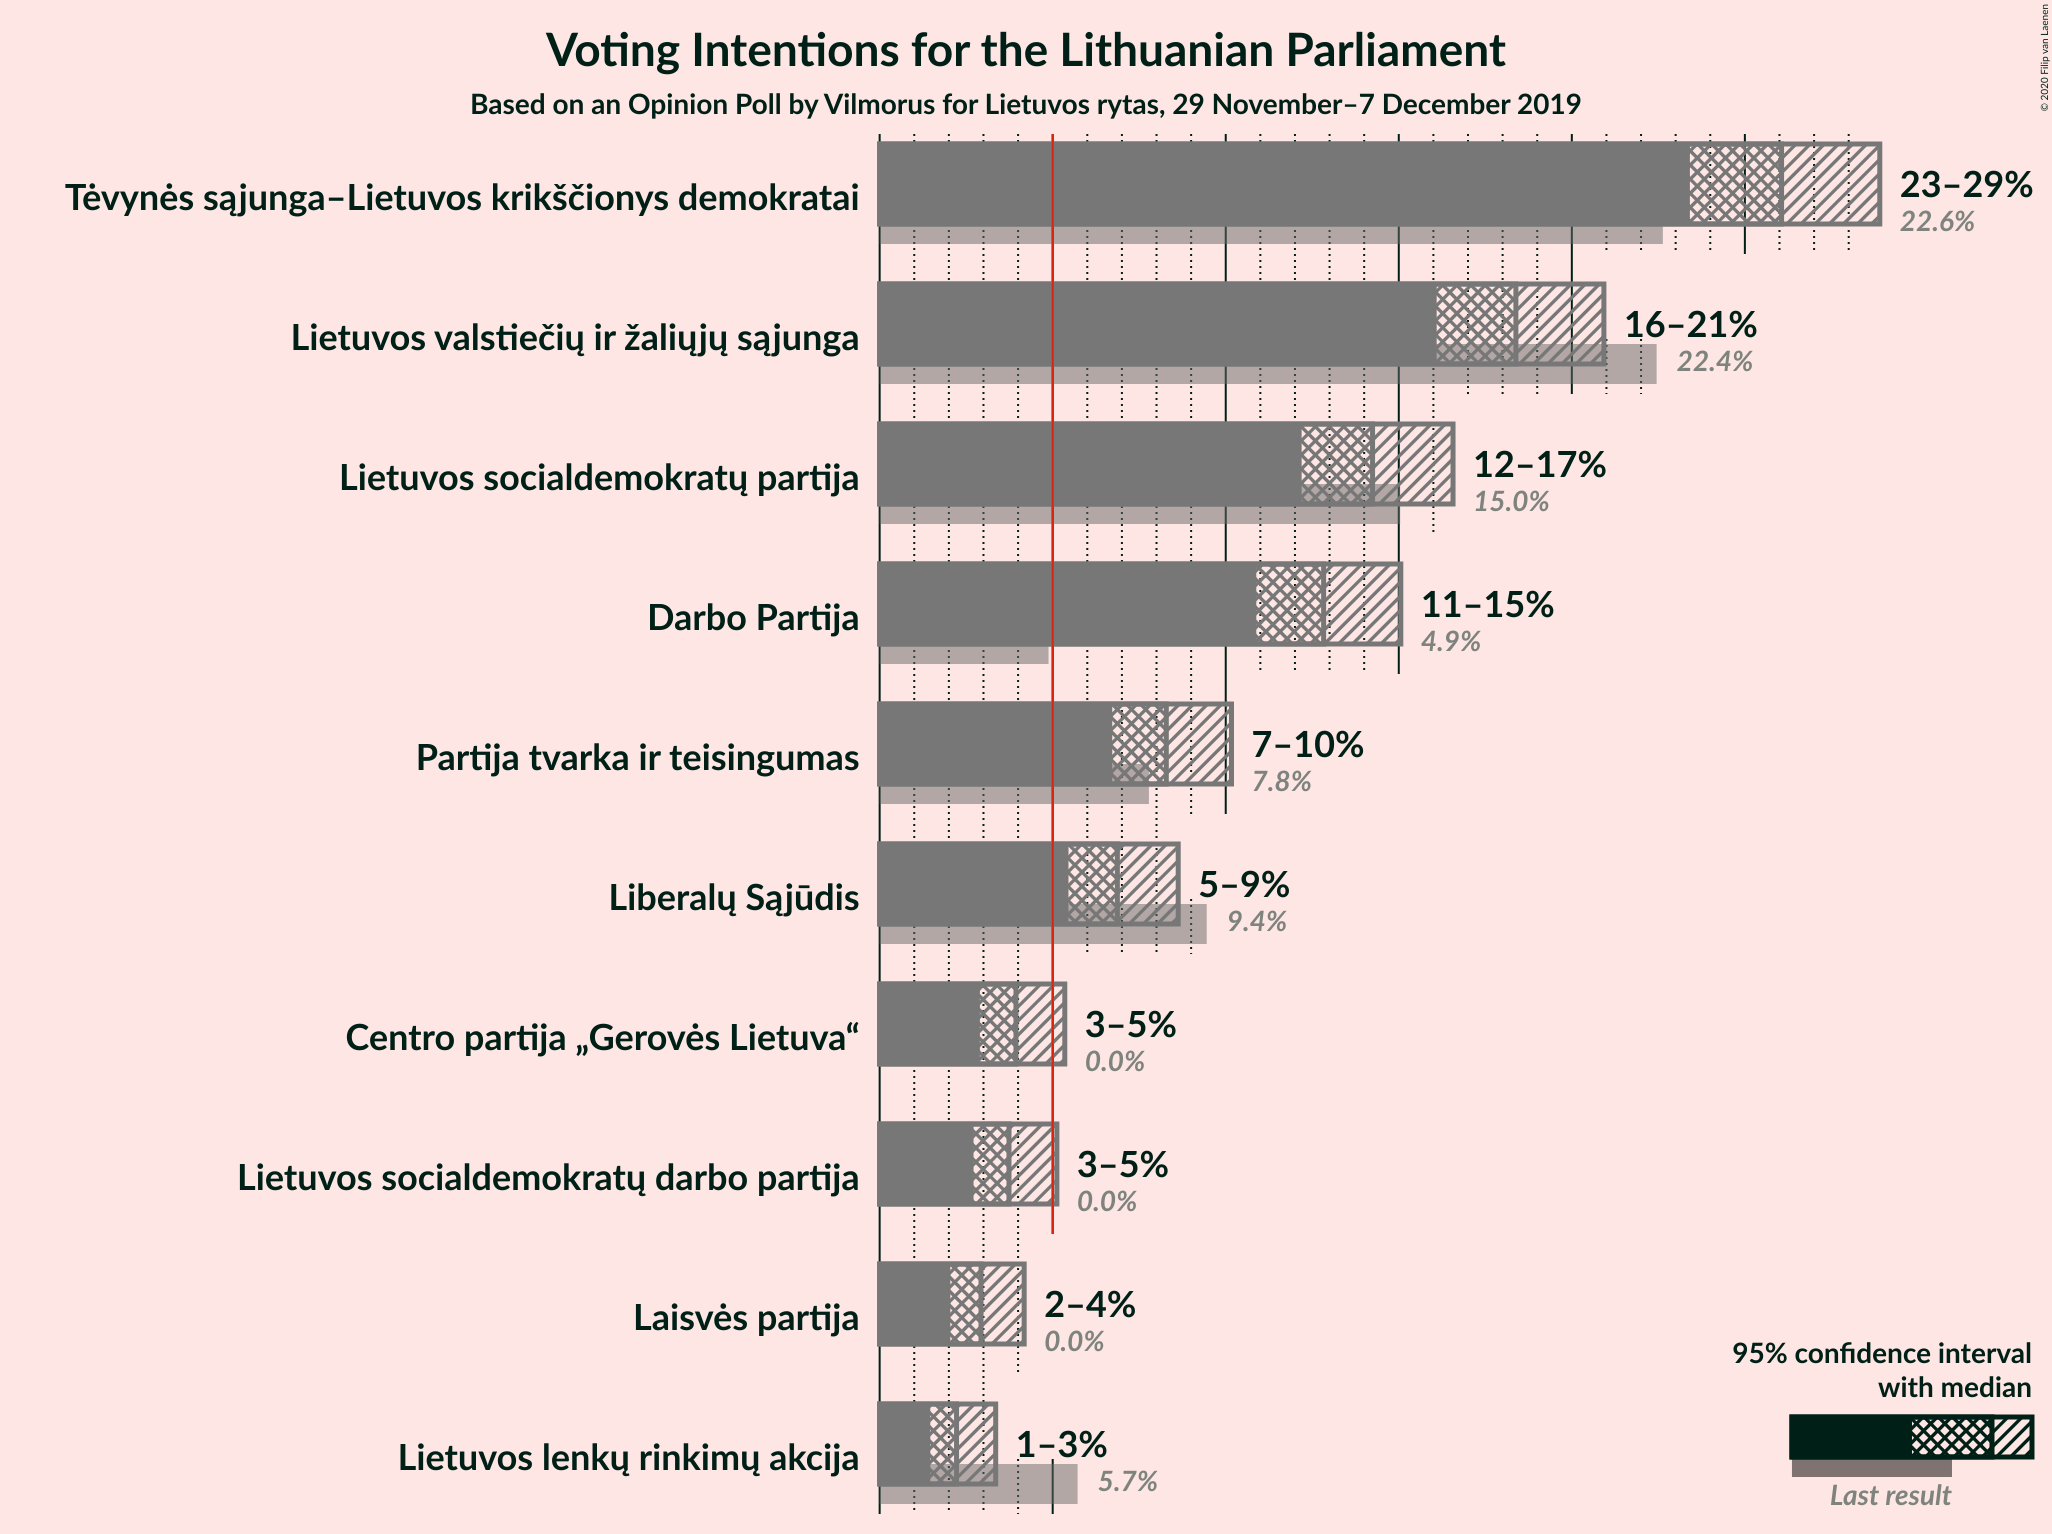 Voting Intentions for the Lithuanian Parliament
Based on an Opinion Poll by Vilmorus for Lietuvos rytas, 29 November–7 December 2019
© 2020 Filip van Laenen
Tėvynės sąjunga–Lietuvos krikščionys demokratai
23–29%
22.6%
Lietuvos valstiečių ir žaliųjų sąjunga
16–21%
22.4%
Lietuvos socialdemokratų partija
12–17%
15.0%
Darbo Partija
11–15%
4.9%
Partija tvarka ir teisingumas
7–10%
7.8%
Liberalų Sąjūdis
5–9%
9.4%
Centro partija „Gerovės Lietuva“
3–5%
0.0%
Lietuvos socialdemokratų darbo partija
3–5%
0.0%
Laisvės partija
2–4%
0.0%
Lietuvos lenkų rinkimų akcija
1–3%
5.7%
95% confidence interval
with median
Last result